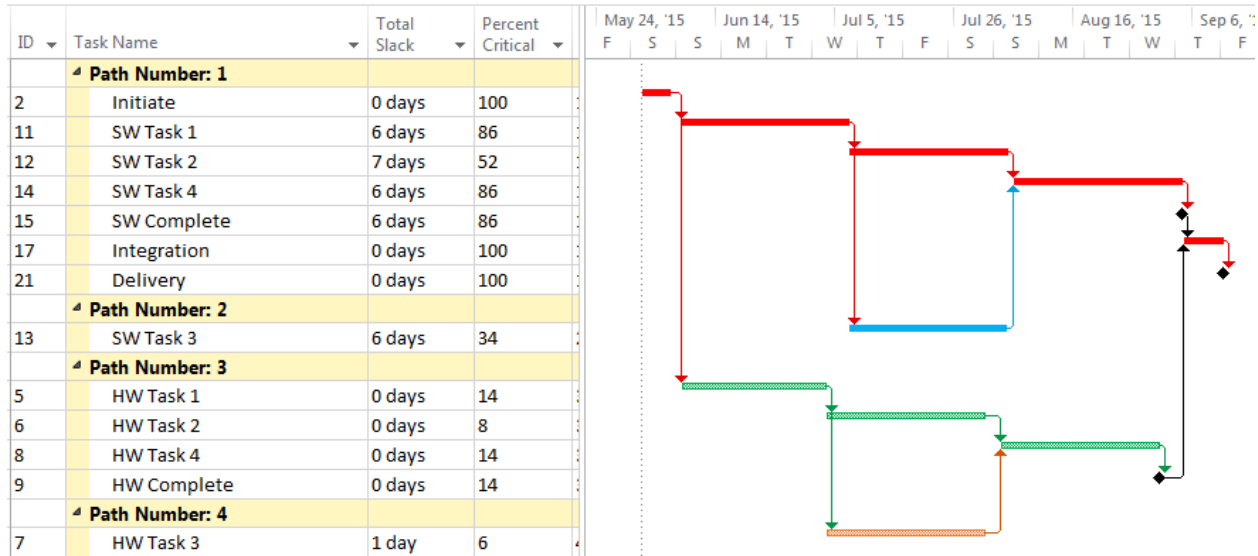 May 24, '15 Jun 14, '15 Jul 5, '15 Jul 26, '15 Aug 16, '15 Sep 6, '1
ID Task Name Total Slack Percent Critical F S S M T W T F S S M T W T F
Path Number: 1
2 Initiate 0 days 100
11 SW Task 1 6 days 86
12 SW Task 2 7 days 52
14 SW Task 4 6 days 86
15 SW Complete 6 days 86
17 Integration 0 days 100
21 Delivery 0 days 100
Path Number: 2
13 SW Task 3 6 days 34
Path Number: 3
5 HW Task 1 0 days 14
6 HW Task 2 0 days 8
8 HW Task 4 0 days 14
9 HW Complete 0 days 14
Path Number: 4
7 HW Task 3 1 day 6